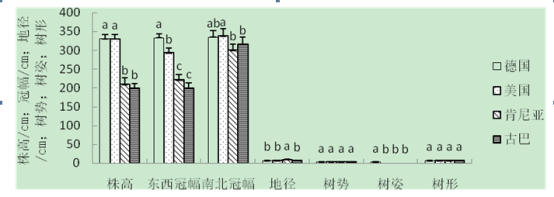 株高/cm；冠幅/cm；地径
/cm；树势；树姿；树形
400
350
300
250
200
150
100
50
0
a a b b
a b c c
a b a b b
a b a b
a a a a
a b b b
a a a a
株高 东西冠幅 南北冠幅 地径 树势 树姿 树形
德国
美国
肯尼亚
古巴